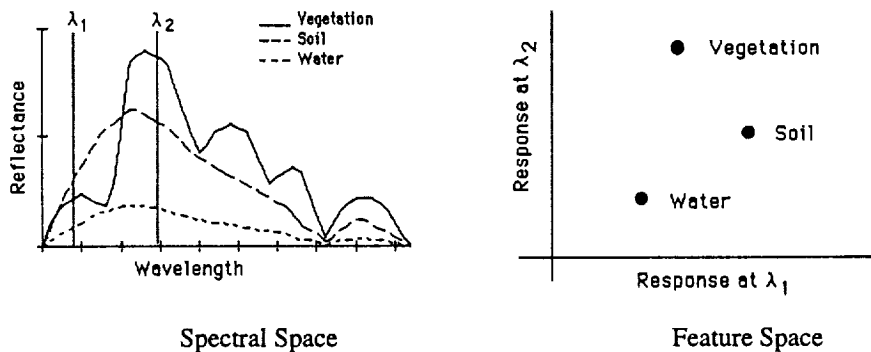 λ1
λ2
Vegetation
Soil
Water
Reflectance
Wavelength
Spectral Space
Response at λ2
Vegetation
Soil
Water
Response at λ1
Feature Space